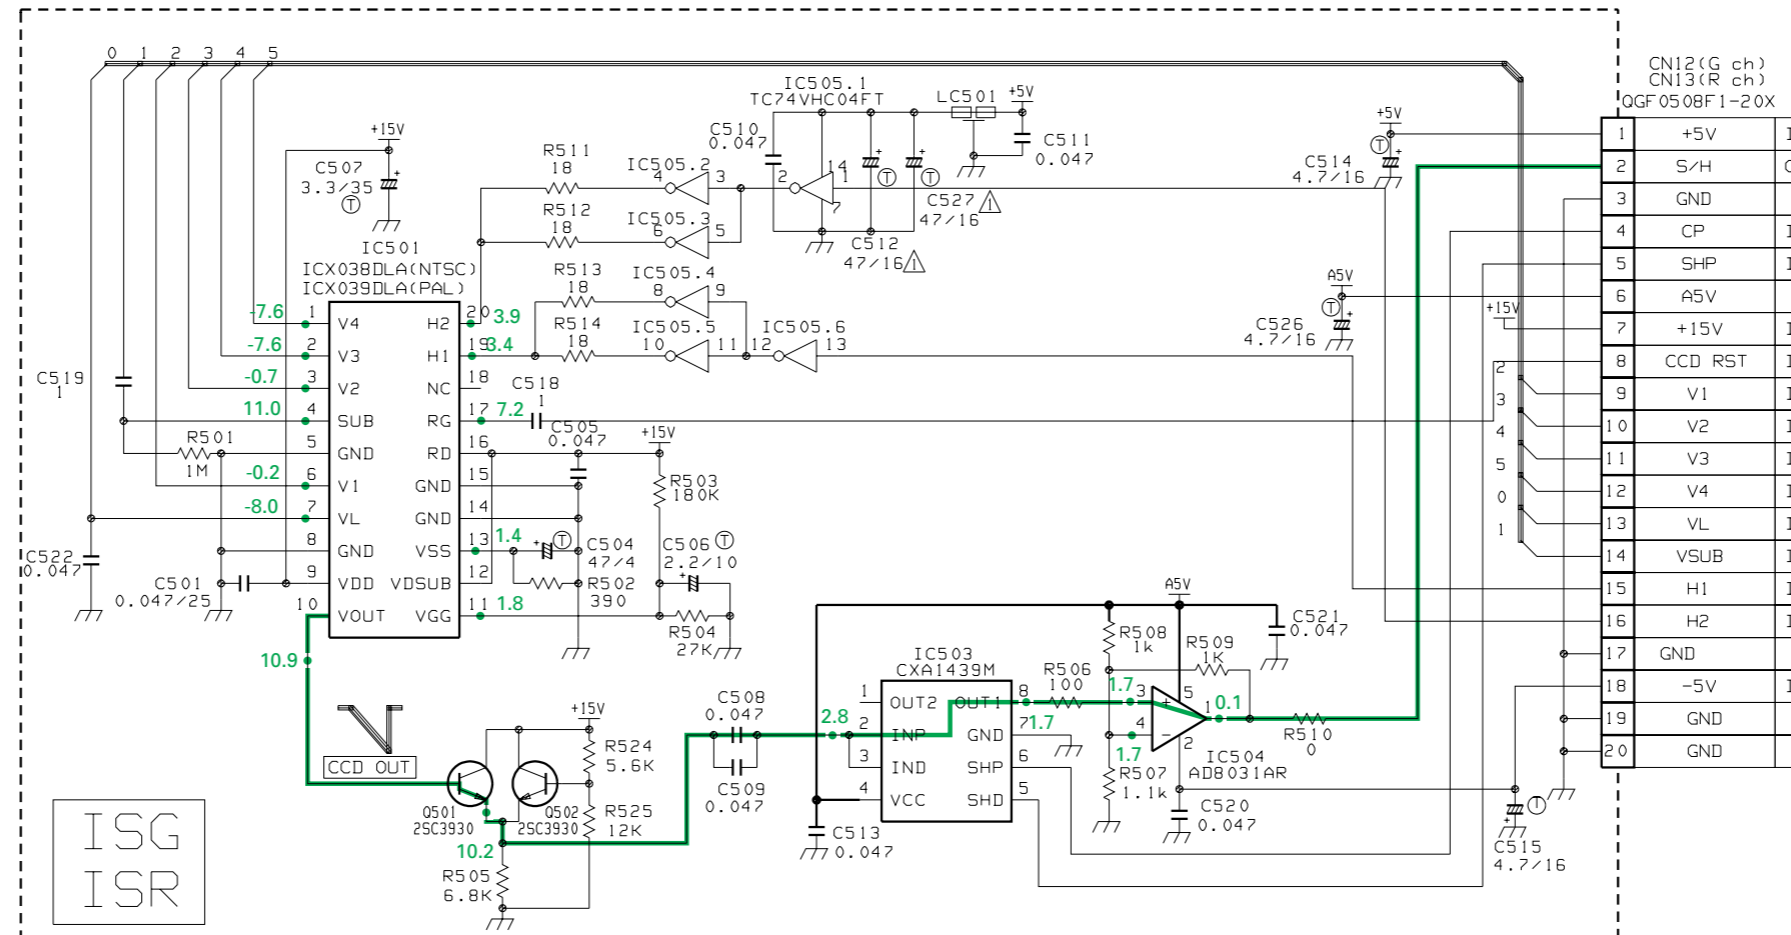 0 1 2 3 4 5
CN12(G ch)
CN13(R ch)
QGF0508F1-20X
IC505.1
TC74VHC04FT
LC501
+5V
C510
0.047
C511
0.047
+15V
C507
3.3/35
T
R511
18
IC505.2
4 3
2 14 1
7
T T
C527
47/16
1
C512
47/16
1
R512
18
IC505.3
6 5
+5V
T
C514
4.7/16
IC501
ICX038DLA(NTSC)
ICX039DLA(PAL)
R513
18
IC505.4
8 9
R514
18
IC505.5
10 11
IC505.6
12 13
A5V
T
C526
4.7/16
+15V
-7.6 1 V4 H2 20 3.9
-7.6 2 V3 H1 19 3.4
-0.7 3 V2 NC 18
11.0 4 SUB RG 17 7.2
5 GND RD 16
-0.2 6 V1 GND 15
-8.0 7 VL GND 14
8 GND VSS 13 1.4
9 VDD VDSUB 12
10 VOUT VGG 11 1.8
C519
1
R501
1M
C522
0.047
C501
0.047/25
C518
1
C505
0.047
+15V
R503
180K
C504
47/4
T
R502
390
C506
2.2/10
T
R504
27K
2
3
4
5
0
1
1 +5V
2 S/H
3 GND
4 CP
5 SHP
6 A5V
7 +15V
8 CCD RST
9 V1
10 V2
11 V3
12 V4
13 VL
14 VSUB
15 H1
16 H2
17 GND
18 -5V
19 GND
20 GND
10.9
CCD OUT
Q501
2SC3930
Q502
2SC3930
+15V
R524
5.6K
R525
12K
10.2
R505
6.8K
C508
0.047
C509
0.047
2.8
IC503
CXA1439M
1 OUT2 OUT1 8
2 INP GND 7
3 IND SHP 6
4 VCC SHD 5
1.7
C513
0.047
R506
100
1.7
1.7
R508
1k
R509
1K
R507
1.1k
A5V
3 + 5
4 - 2
1
0.1
IC504
AD8031AR
C520
0.047
C521
0.047
R510
0
T
C515
4.7/16
ISG
ISR